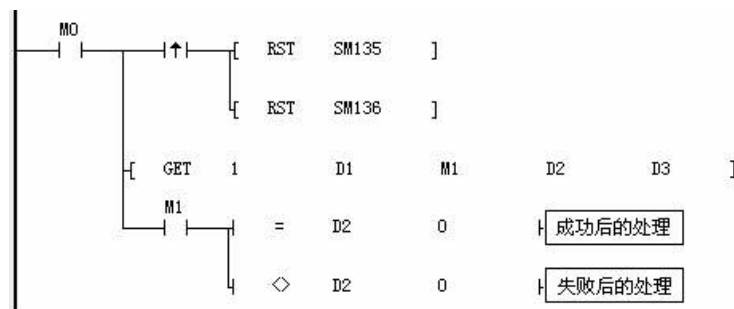 M0
[ RST SM135 ]
[ RST SM136 ]
[ GET 1 D1 M1 D2 D3 ]
M1
= D2 0 成功后的处理
<> D2 0 失败后的处理